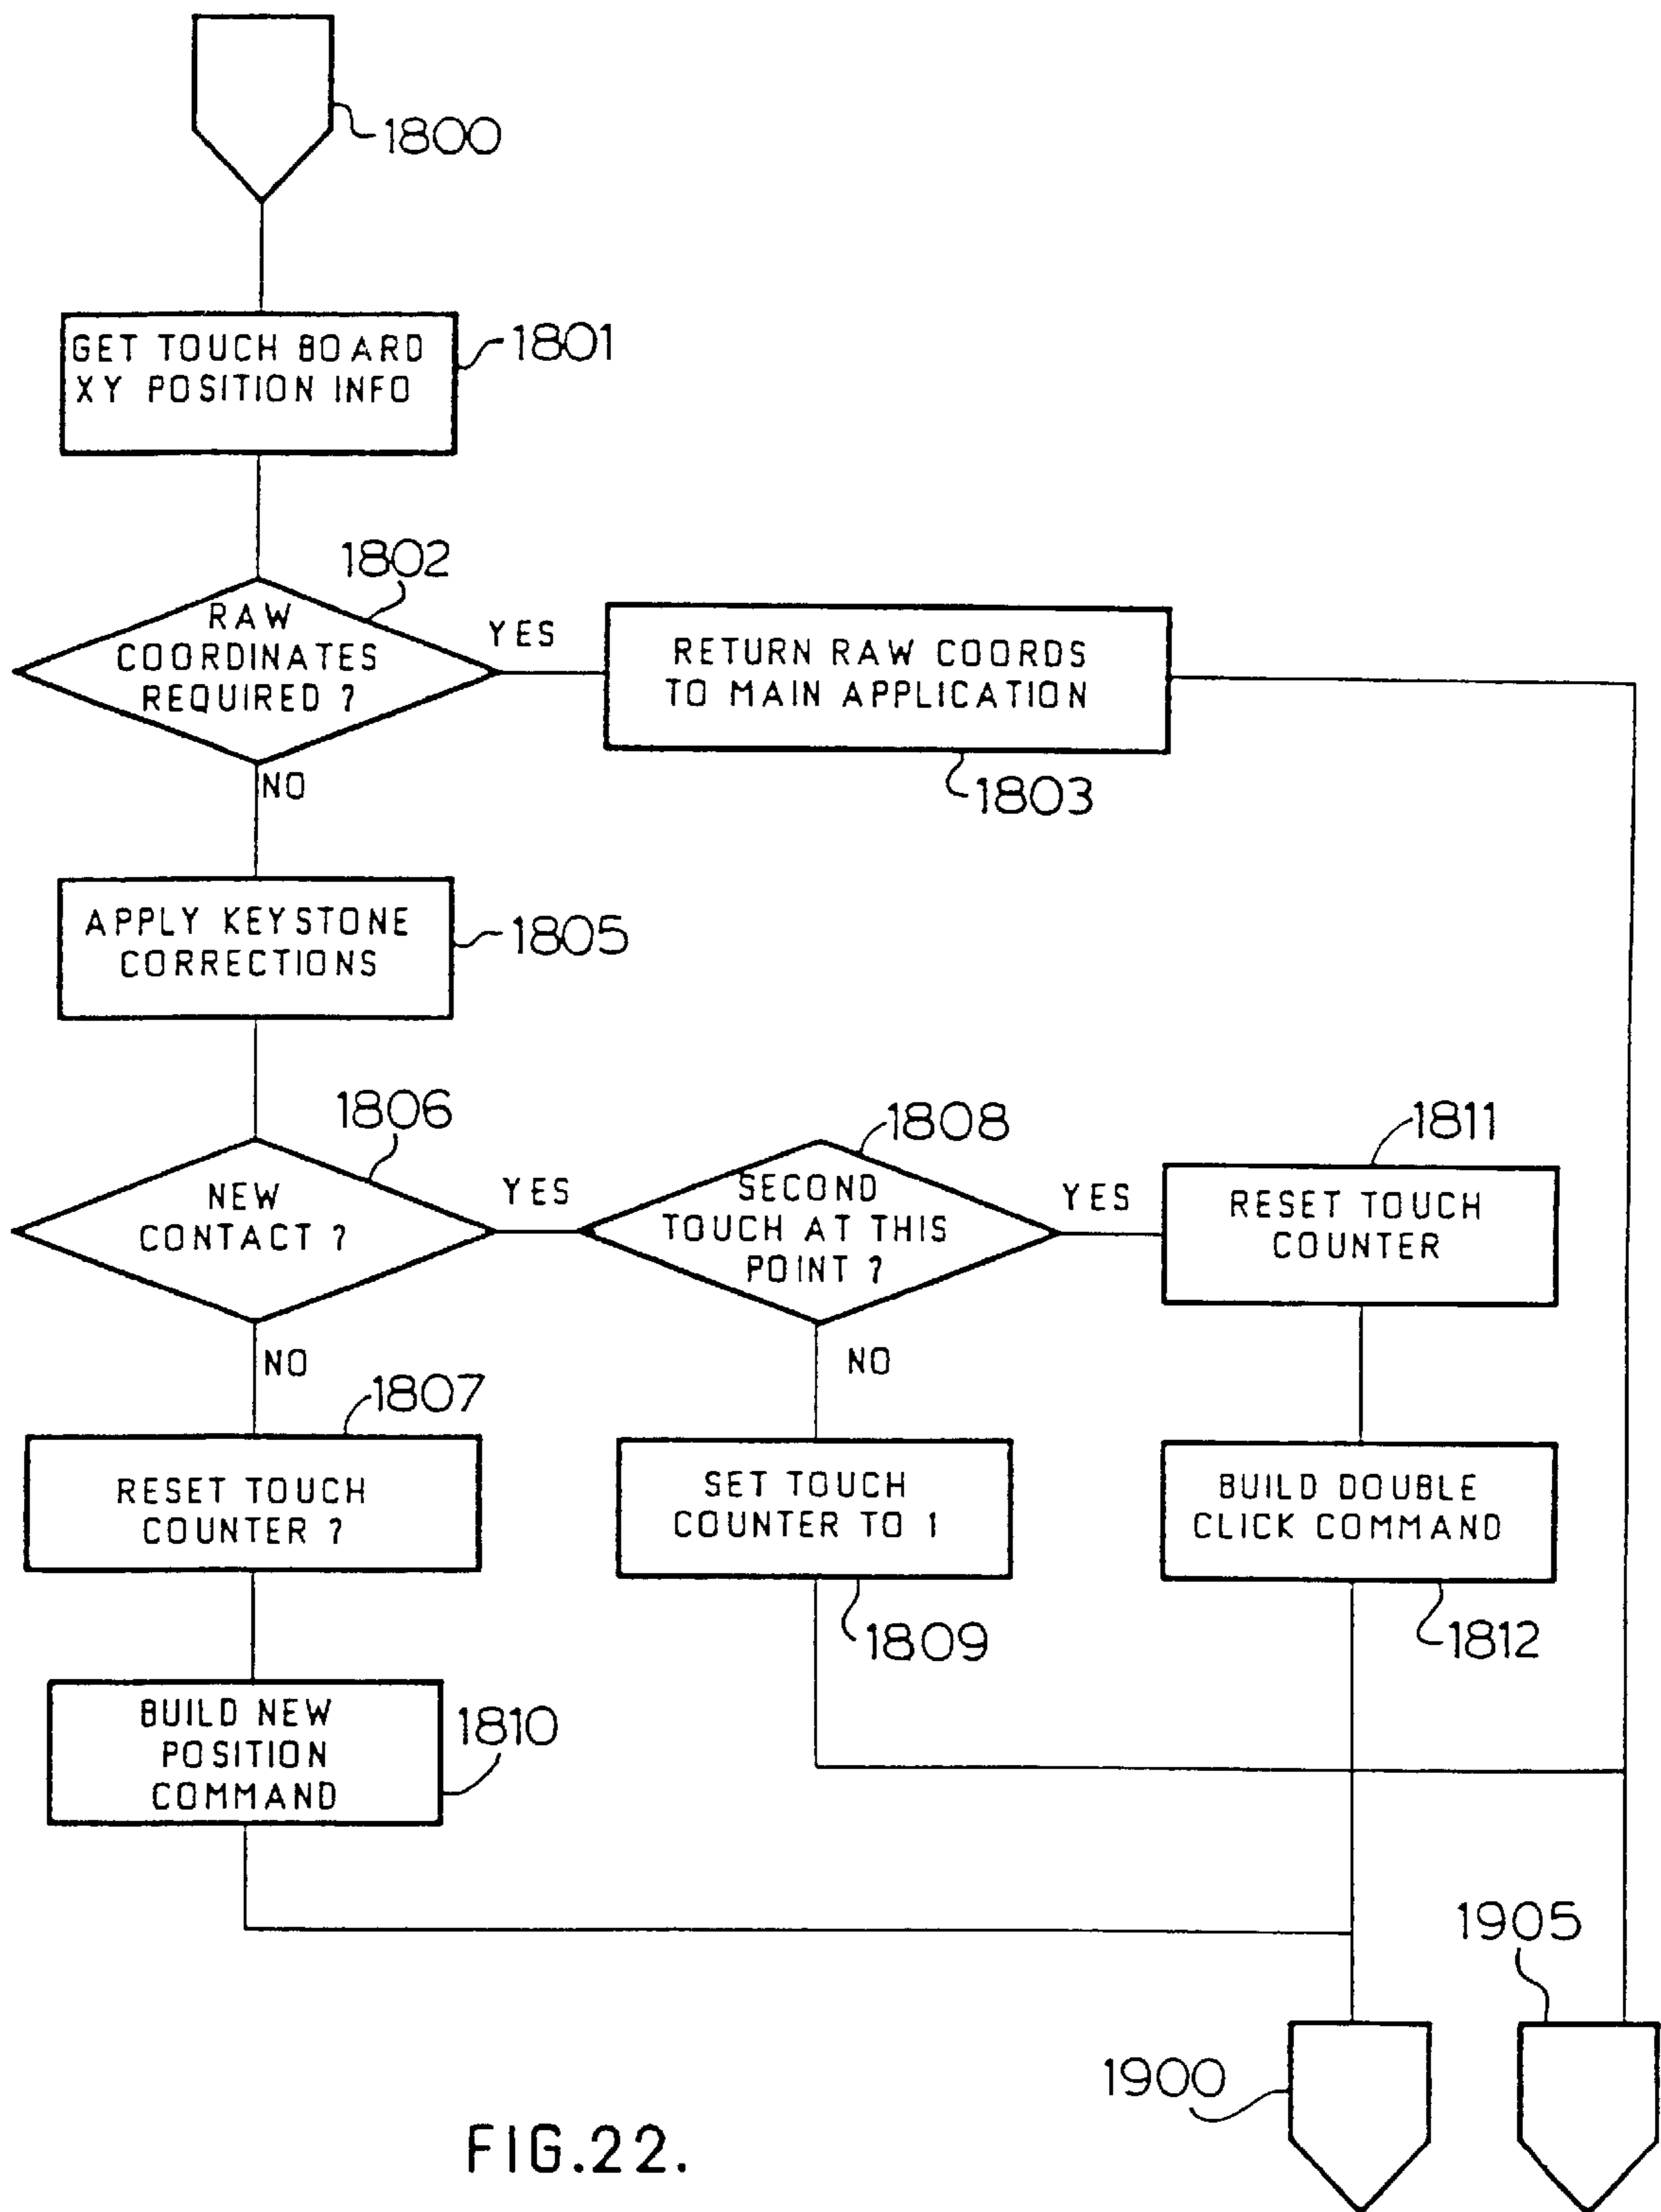 1800
GET TOUCH BOARD
XY POSITION INFO
1801
1802
RAW
COORDINATES
REQUIRED ?
YES
RETURN RAW COORDS
TO MAIN APPLICATION
1803
NO
APPLY KEYSTONE
CORRECTIONS
1805
1806
NEW
CONTACT ?
YES
1808
SECOND
TOUCH AT THIS
POINT ?
YES
1811
RESET TOUCH
COUNTER
NO
NO
1807
RESET TOUCH
COUNTER ?
SET TOUCH
COUNTER TO 1
1809
BUILD DOUBLE
CLICK COMMAND
1812
BUILD NEW
POSITION
COMMAND
1810
1905
1900
FIG.22.